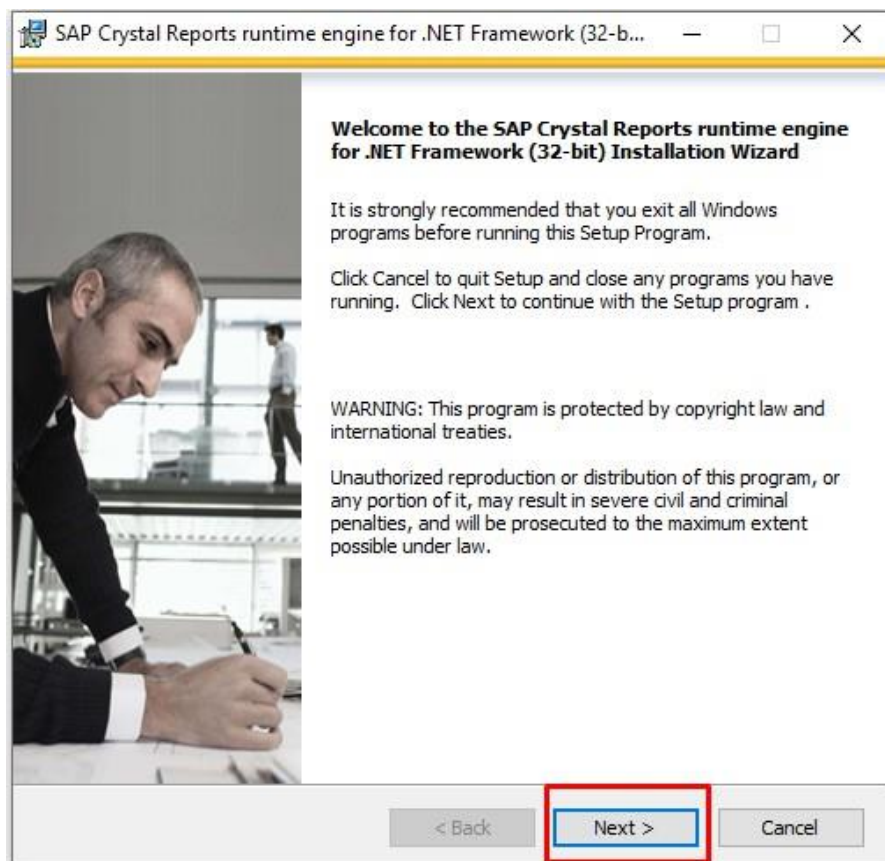 SAP Crystal Reports runtime engine for .NET Framework (32-b...
Welcome to the SAP Crystal Reports runtime engine
for .NET Framework (32-bit) Installation Wizard
It is strongly recommended that you exit all Windows
programs before running this Setup Program.
Click Cancel to quit Setup and close any programs you have
running.  Click Next to continue with the Setup program .
WARNING: This program is protected by copyright law and
international treaties.
Unauthorized reproduction or distribution of this program, or
any portion of it, may result in severe civil and criminal
penalties, and will be prosecuted to the maximum extent
possible under law.
< Back
Next >
Cancel